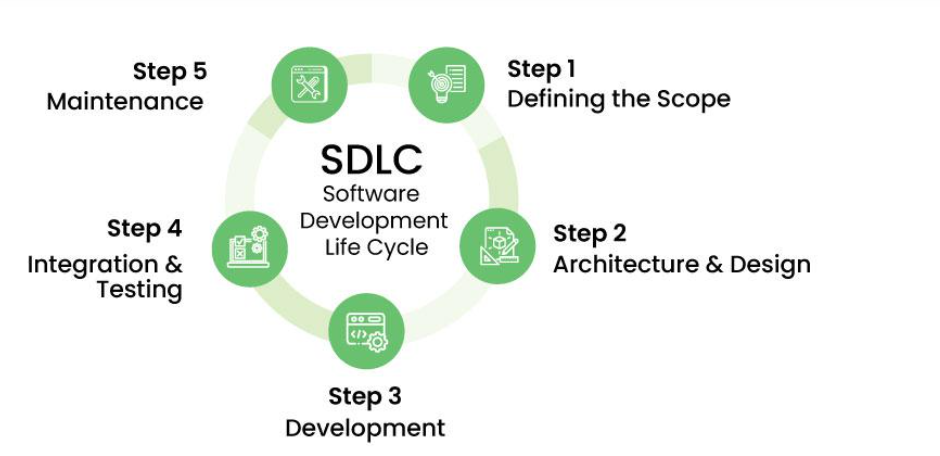 SDLC
Software
Development
Life Cycle
Step 1
Defining the Scope
Step 2
Architecture & Design
Step 3
Development
Step 4
Integration &
Testing
Step 5
Maintenance